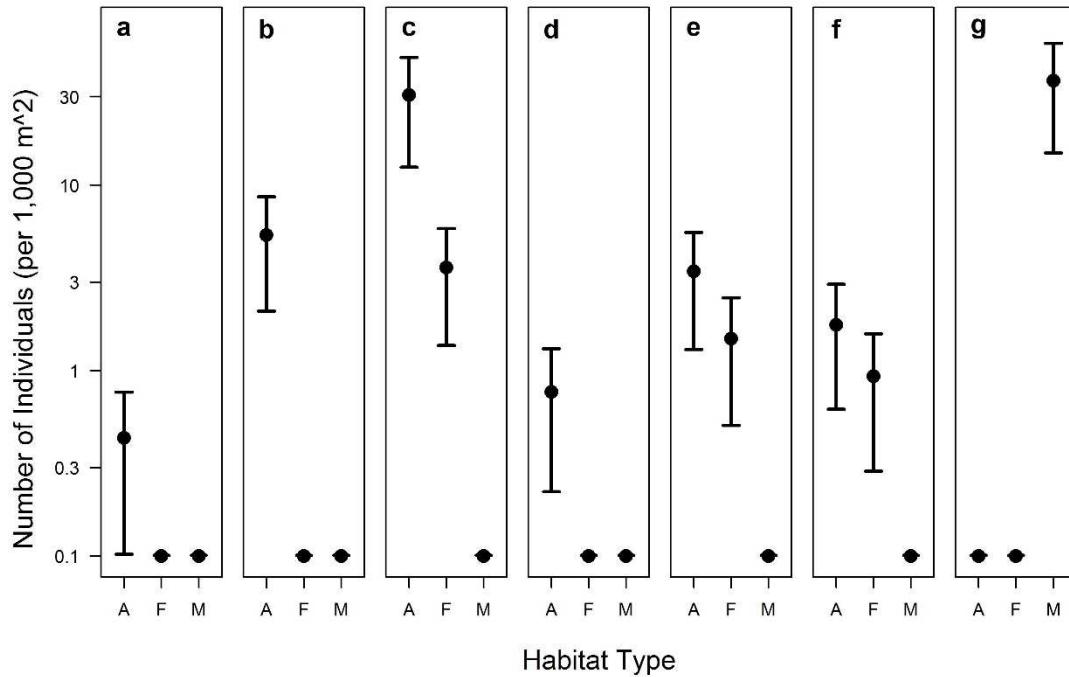 a b c d e f g
Number of Individuals (per 1,000 m^2)
30
10
3
1
0.3
0.1
A F M A F M A F M A F M A F M A F M A F M
Habitat Type